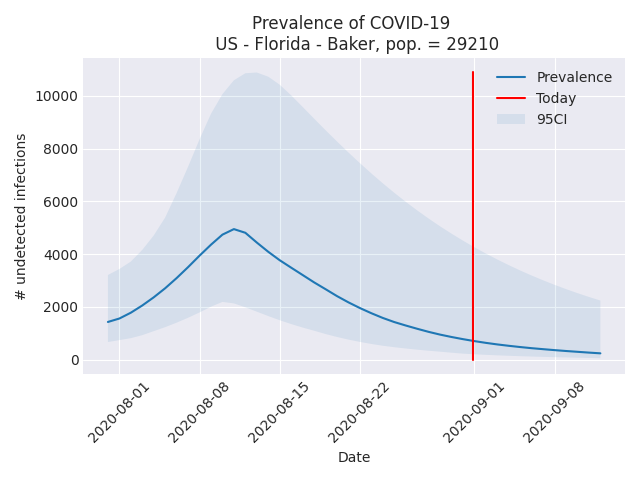 Prevalence of COVID-19
US - Florida - Baker, pop. = 29210
Prevalence
Today
95CI
10000
8000
6000
4000
2000
0
# undetected infections
2020-08-01
2020-08-08
2020-08-15
2020-08-22
2020-09-01
2020-09-08
Date